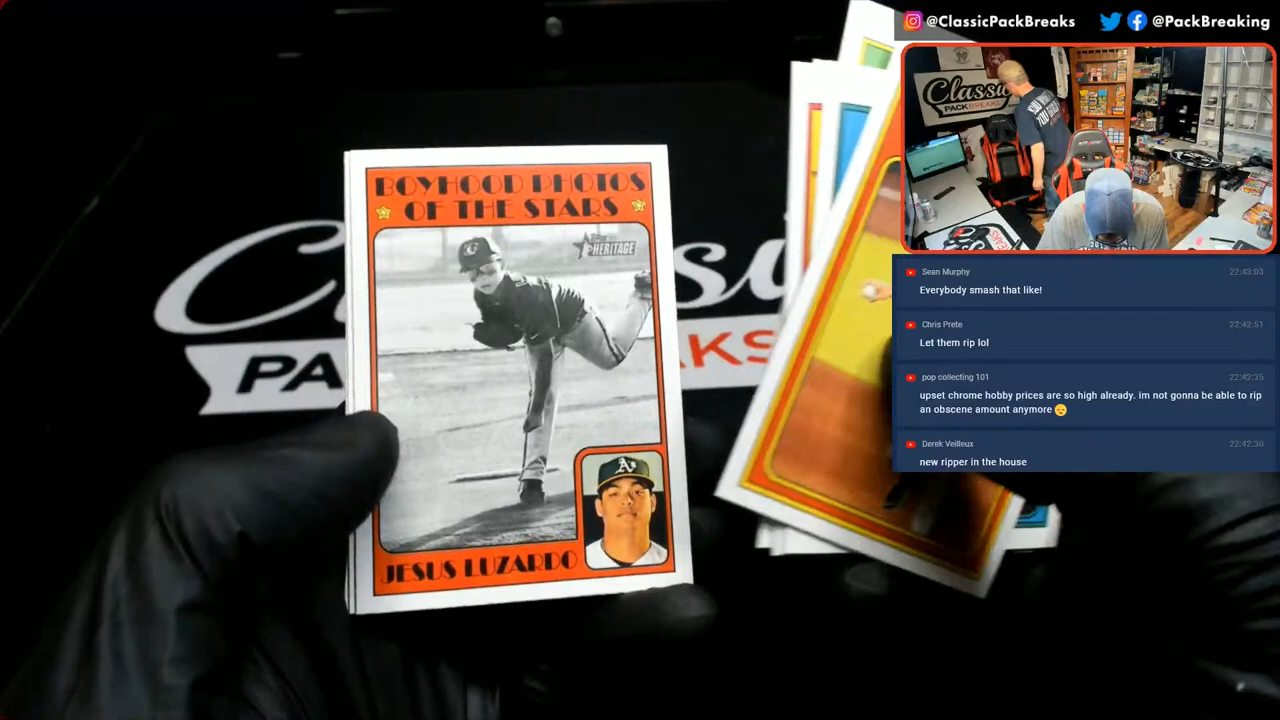 @ClassicPackBreaks
@PackBreaking
Classic
PACK BREAKS
BOYHOOD PHOTOS
OF THE STARS
HERITAGE
A's
JESUS LUZARDO
Sean Murphy
22:43:03
Everybody smash that like!
Chris Prete
22:42:51
Let them rip lol
pop collecting 101
22:42:35
upset chrome hobby prices are so high already. im not gonna be able to rip
an obscene amount anymore 😞
Derek Veilleux
22:42:30
new ripper in the house